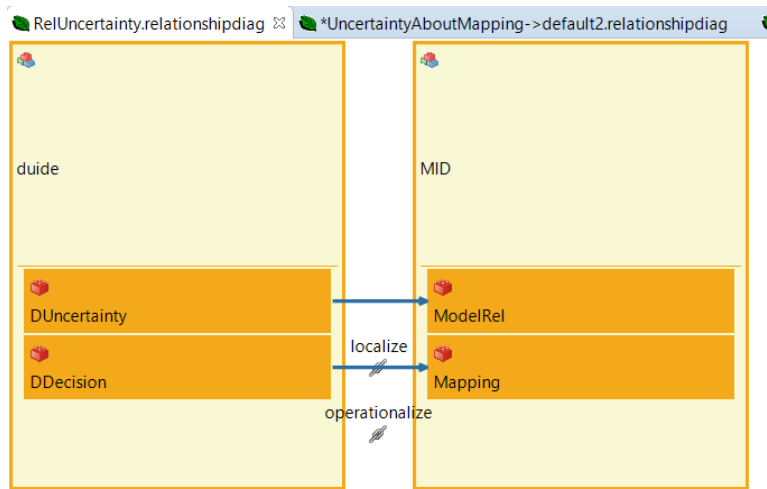 RelUncertainty.relationshipdiag
*UncertaintyAboutMapping->default2.relationshipdiag
duide
MID
DUncertainty
ModelRel
localize
DDecision
Mapping
operationalize